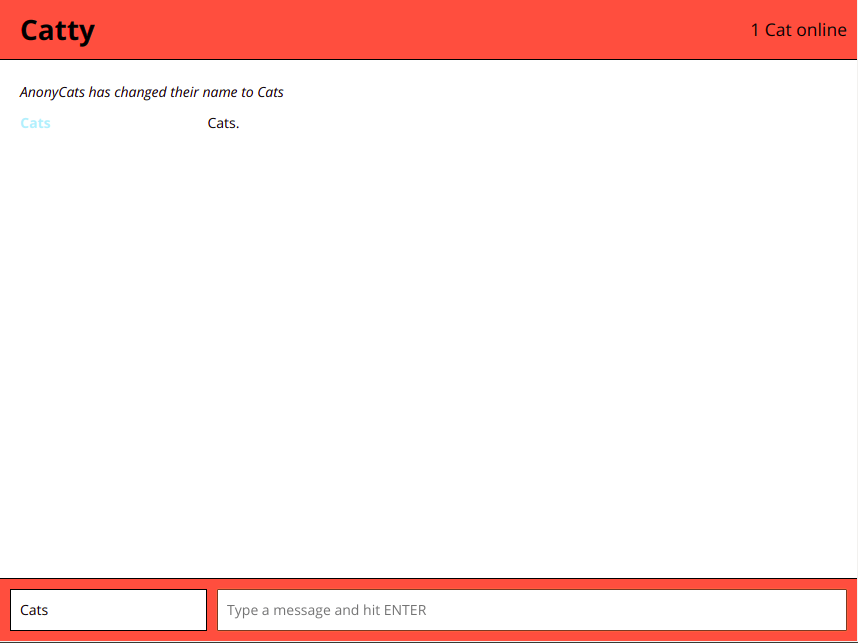 Catty
1 Cat online
AnonyCats has changed their name to Cats
Cats Cats.
Cats Type a message and hit ENTER